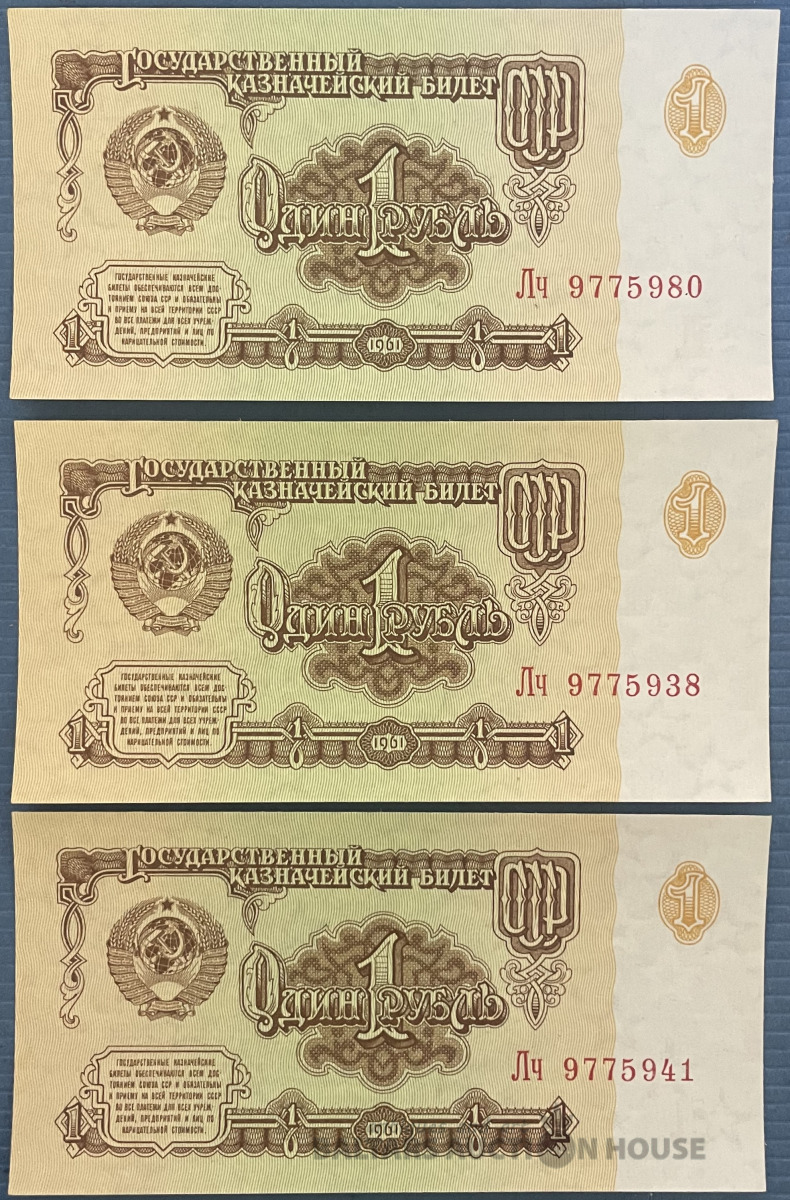 ГОСУДАРСТВЕННЫЙ
КАЗНАЧЕЙСКИЙ БИЛЕТ
СССР
1
1
ОДИН РУБЛЬ
Лч 9775980
ГОСУДАРСТВЕННЫЕ КАЗНАЧЕЙСКИЕ
БИЛЕТЫ ОБЕСПЕЧИВАЮТСЯ ВСЕМ ДОС-
ТОЯНИЕМ СОЮЗА ССР И ОБЯЗАТЕЛЬНЫ
К ПРИЕМУ НА ВСЕЙ ТЕРРИТОРИИ СССР
ВО ВСЕ ПЛАТЕЖИ ДЛЯ ВСЕХ УЧРЕЖ-
ДЕНИЙ, ПРЕДПРИЯТИЙ И ЛИЦ ПО
НАРИЦАТЕЛЬНОЙ СТОИМОСТИ.
1 1 1961 1 1
ГОСУДАРСТВЕННЫЙ
КАЗНАЧЕЙСКИЙ БИЛЕТ
СССР
1
1
ОДИН РУБЛЬ
Лч 9775938
ГОСУДАРСТВЕННЫЕ КАЗНАЧЕЙСКИЕ
БИЛЕТЫ ОБЕСПЕЧИВАЮТСЯ ВСЕМ ДОС-
ТОЯНИЕМ СОЮЗА ССР И ОБЯЗАТЕЛЬНЫ
К ПРИЕМУ НА ВСЕЙ ТЕРРИТОРИИ СССР
ВО ВСЕ ПЛАТЕЖИ ДЛЯ ВСЕХ УЧРЕЖ-
ДЕНИЙ, ПРЕДПРИЯТИЙ И ЛИЦ ПО
НАРИЦАТЕЛЬНОЙ СТОИМОСТИ.
1 1 1961 1 1
ГОСУДАРСТВЕННЫЙ
КАЗНАЧЕЙСКИЙ БИЛЕТ
СССР
1
1
ОДИН РУБЛЬ
Лч 9775941
ГОСУДАРСТВЕННЫЕ КАЗНАЧЕЙСКИЕ
БИЛЕТЫ ОБЕСПЕЧИВАЮТСЯ ВСЕМ ДОС-
ТОЯНИЕМ СОЮЗА ССР И ОБЯЗАТЕЛЬНЫ
К ПРИЕМУ НА ВСЕЙ ТЕРРИТОРИИ СССР
ВО ВСЕ ПЛАТЕЖИ ДЛЯ ВСЕХ УЧРЕЖ-
ДЕНИЙ, ПРЕДПРИЯТИЙ И ЛИЦ ПО
НАРИЦАТЕЛЬНОЙ СТОИМОСТИ.
1 1 1961 1 1
HOUSE